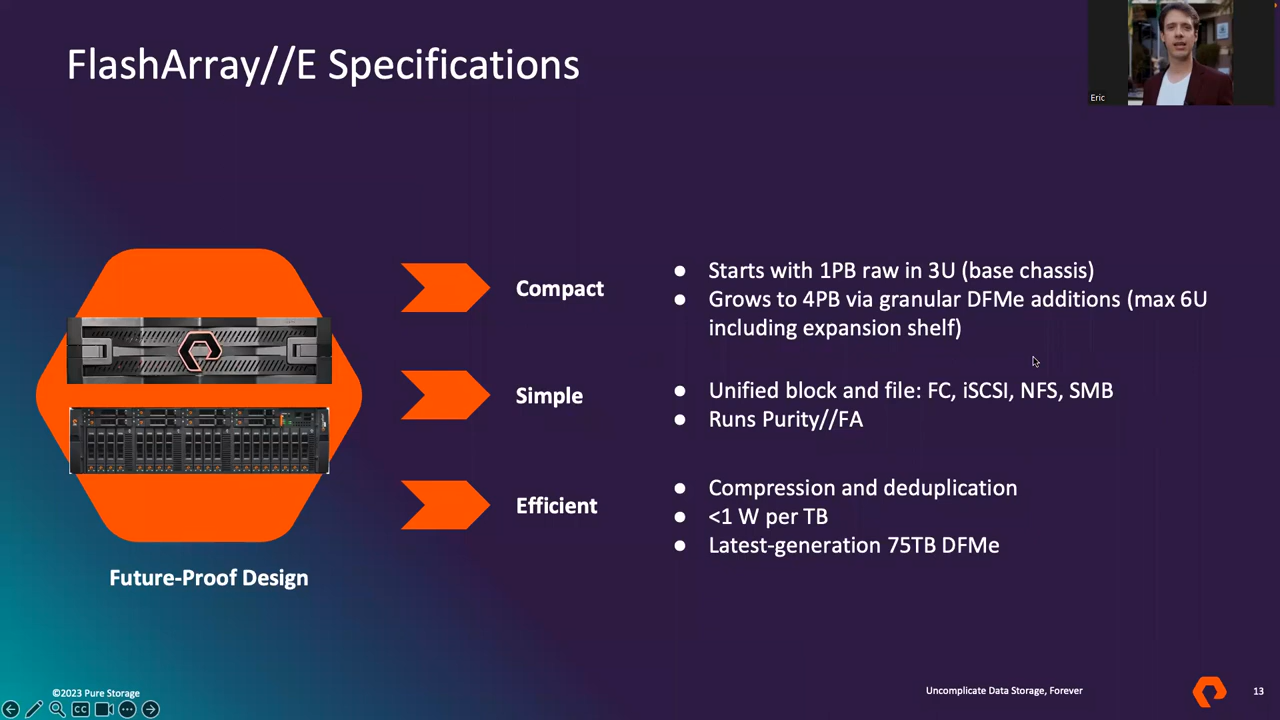 FlashArray//E Specifications
Eric
Compact
● Starts with 1PB raw in 3U (base chassis)
● Grows to 4PB via granular DFMe additions (max 6U
including expansion shelf)
Simple
● Unified block and file: FC, iSCSI, NFS, SMB
● Runs Purity//FA
Efficient
● Compression and deduplication
● <1 W per TB
● Latest-generation 75TB DFMe
Future-Proof Design
©2023 Pure Storage
Uncomplicate Data Storage, Forever
13
CC